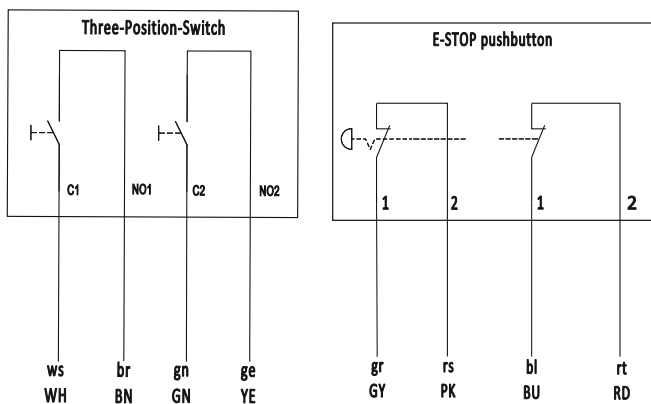 Three-Position-Switch
C1 NO1 C2 NO2
ws br gn ge
WH BN GN YE
E-STOP pushbutton
1 2 1 2
gr rs bl rt
GY PK BU RD